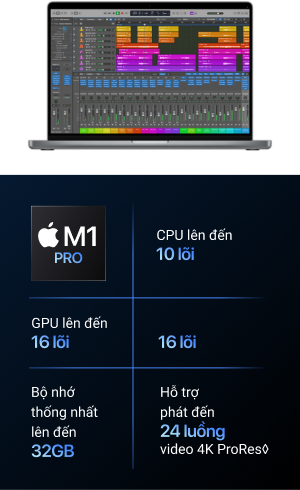 M1
PRO
CPU lên đến
10 lõi
GPU lên đến
16 lõi
16 lõi
Bộ nhớ
thống nhất
lên đến
32GB
Hỗ trợ
phát đến
24 luồng
video 4K ProRes◊